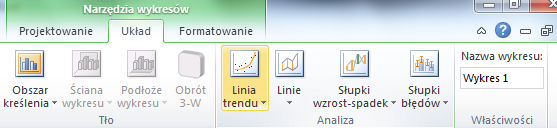 Narzędzia wykresów
Projektowanie Układ Formatowanie
Obszar kreślenia
Ściana wykresu
Podłoże wykresu
Obrót 3-W
Linia trendu
Linie
Słupki wzrost-spadek
Słupki błędów
Nazwa wykresu:
Wykres 1
Tło Analiza Właściwości